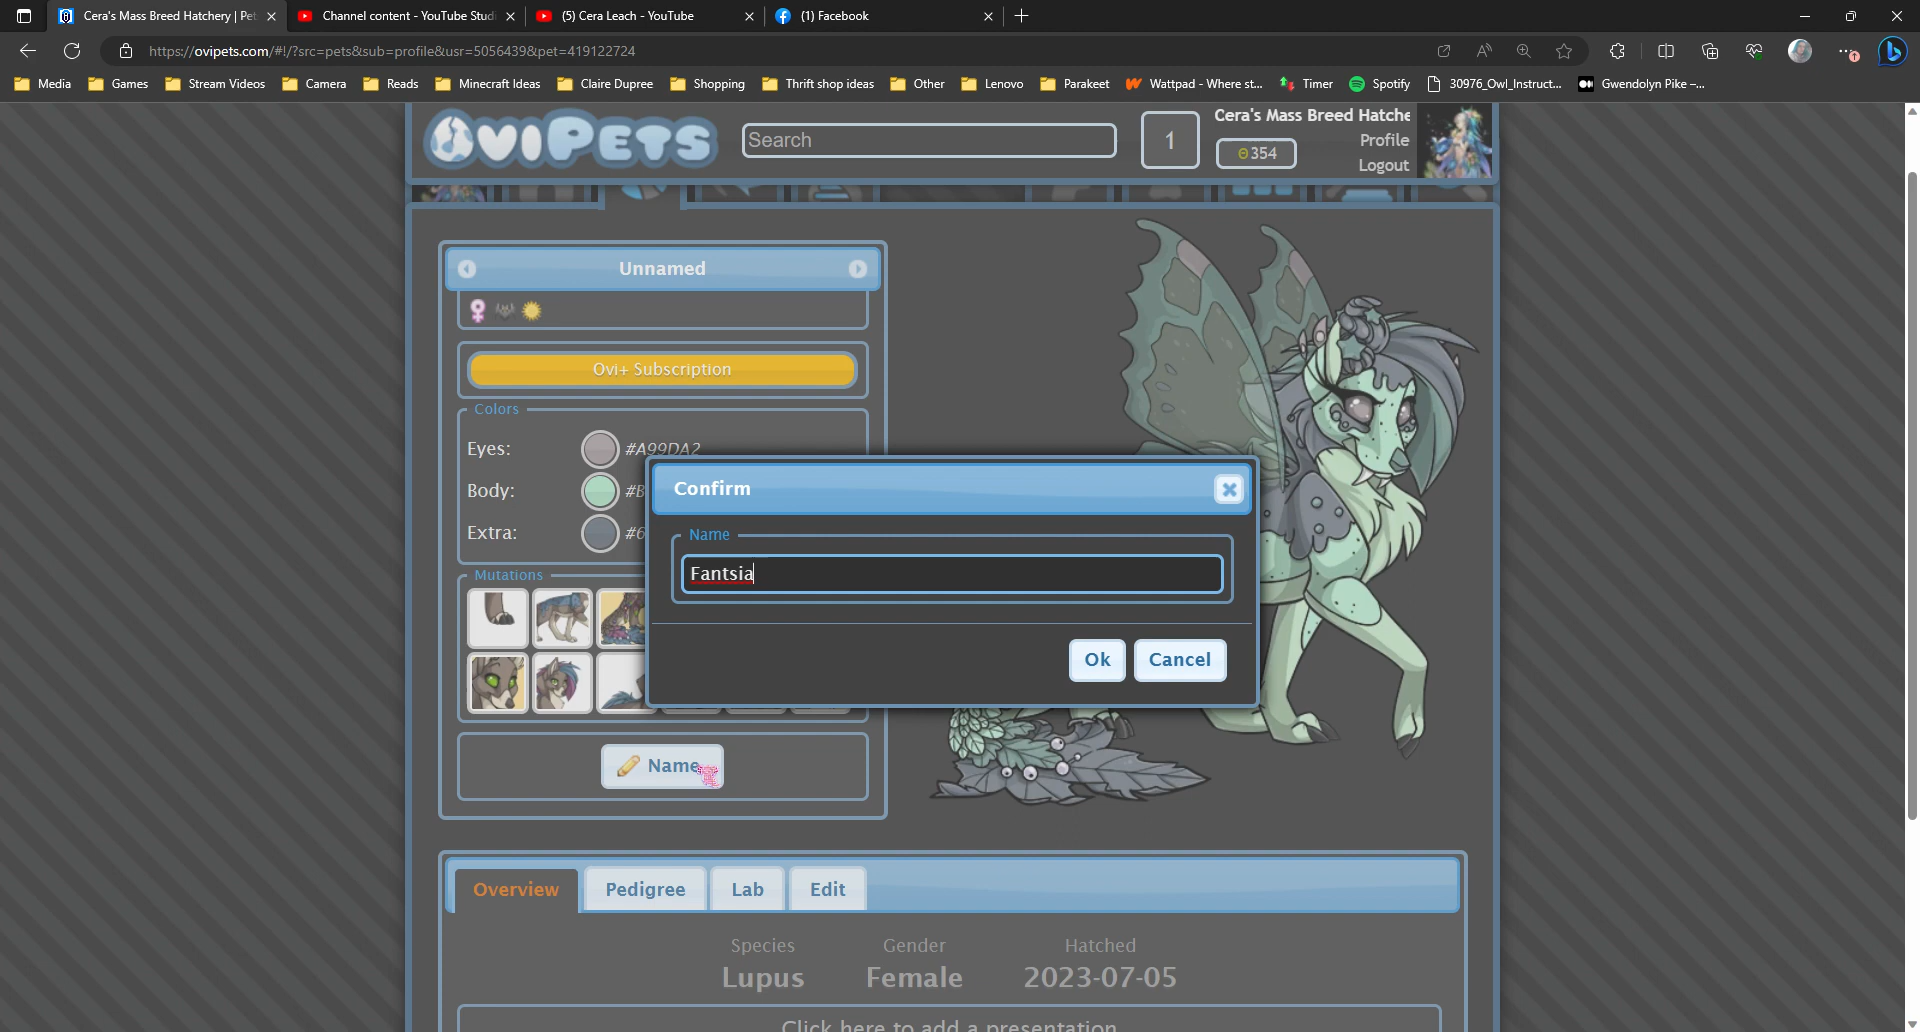 Cera's Mass Breed Hatchery | Pet
Channel content - YouTube Studi
(5) Cera Leach - YouTube
(1) Facebook
https://ovipets.com/#!/?src=pets&sub=profile&usr=5056439&pet=419122724
Media
Games
Stream Videos
Camera
Reads
Minecraft Ideas
Claire Dupree
Shopping
Thrift shop ideas
Other
Lenovo
Parakeet
Wattpad - Where st...
Timer
Spotify
30976_Owl_Instruct...
Gwendolyn Pike –...
OviPets
Search
1
Cera's Mass Breed Hatche
354
Profile
Logout
Unnamed
Ovi+ Subscription
Colors
Eyes:
#A99DA2
Body:
#B
Extra:
#6
Mutations
Confirm
Name
Fantsia
Ok
Cancel
Name
Overview
Pedigree
Lab
Edit
Species
Gender
Hatched
Lupus
Female
2023-07-05
Click here to add a presentation